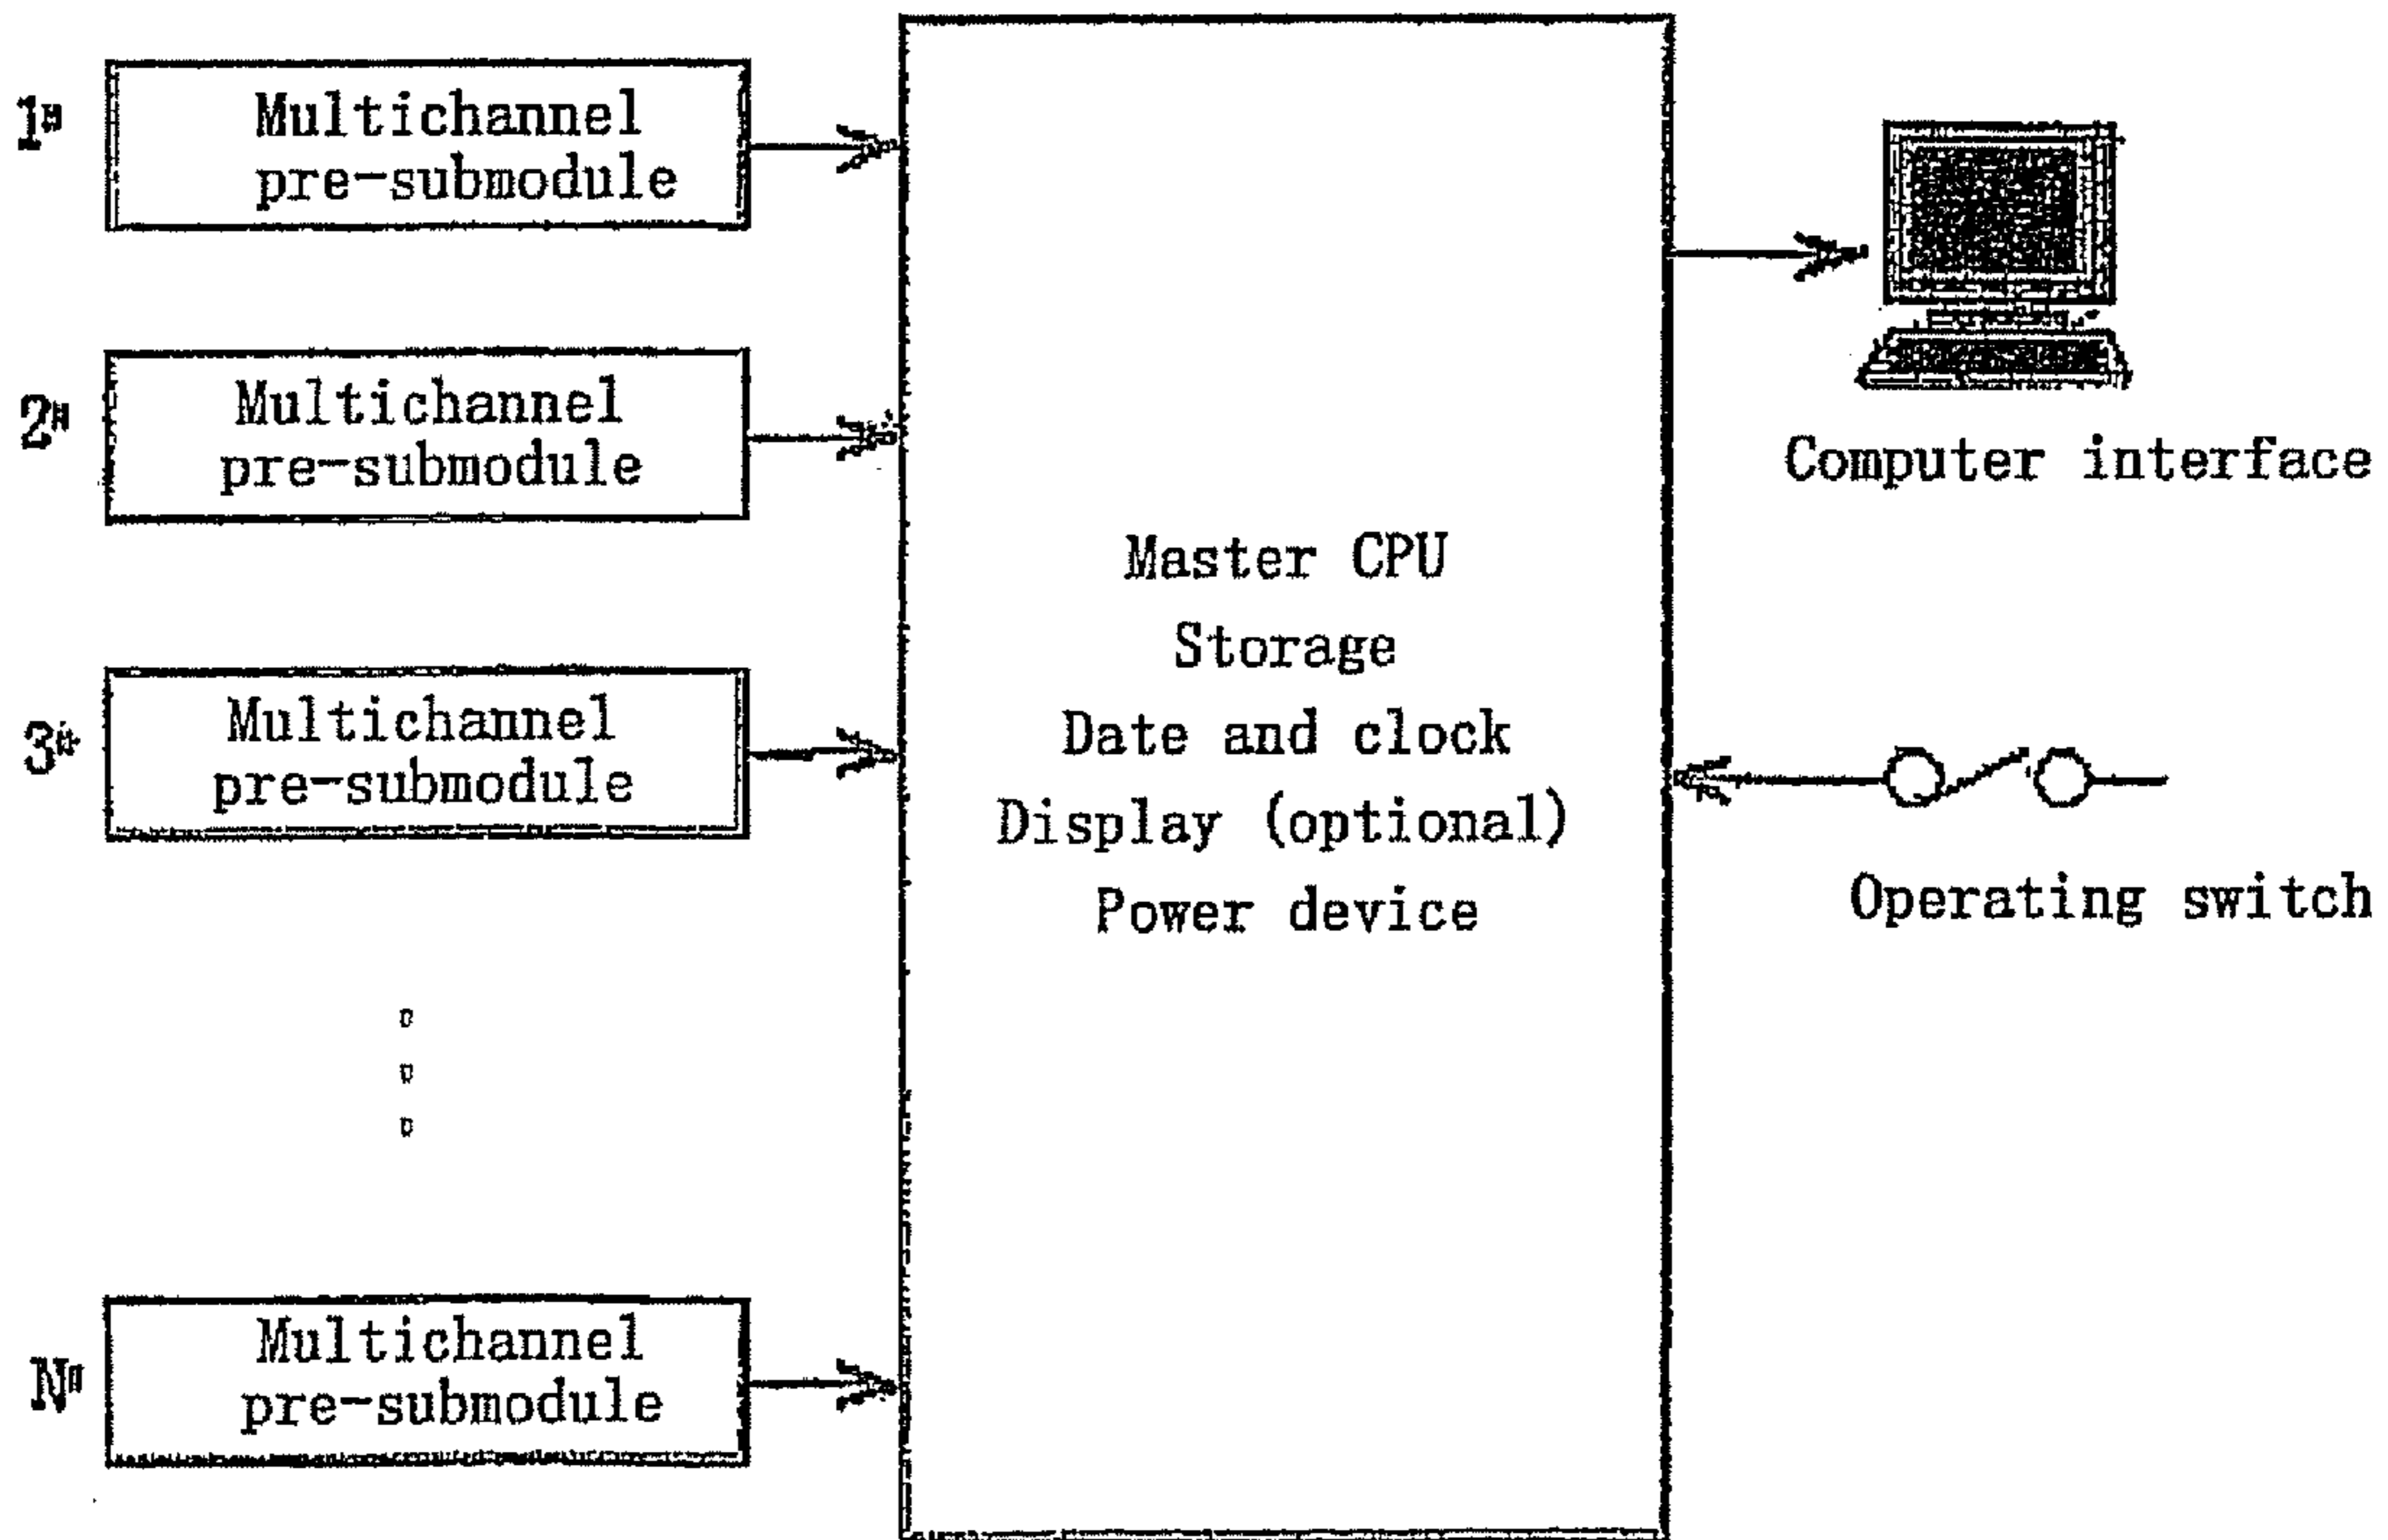 1#
Multichannel
pre-submodule
2#
Multichannel
pre-submodule
3#
Multichannel
pre-submodule
N#
Multichannel
pre-submodule
Master CPU
Storage
Date and clock
Display (optional)
Power device
Computer interface
Operating switch